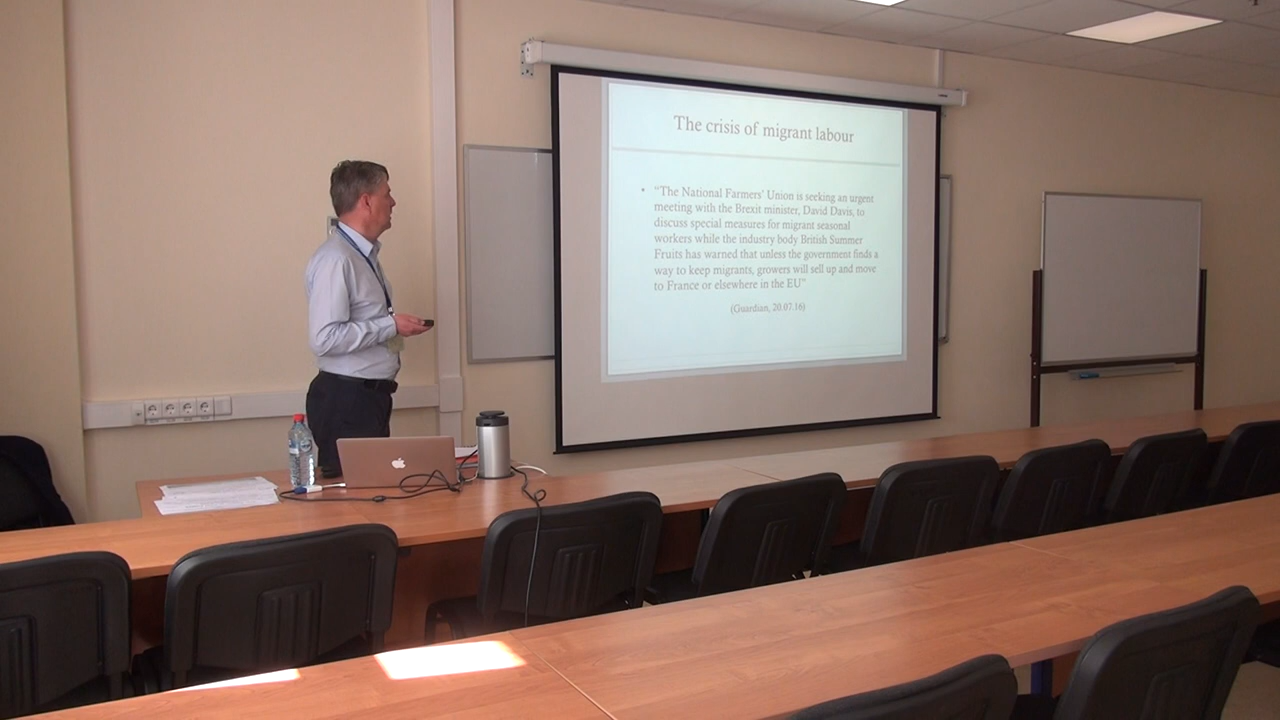 The crisis of migrant labour
• “The National Farmers’ Union is seeking an urgent
meeting with the Brexit minister, David Davis, to
discuss special measures for migrant seasonal
workers while the industry body British Summer
Fruits has warned that unless the government finds a
way to keep migrants, growers will sell up and move
to France or elsewhere in the EU”
(Guardian, 20.07.16)